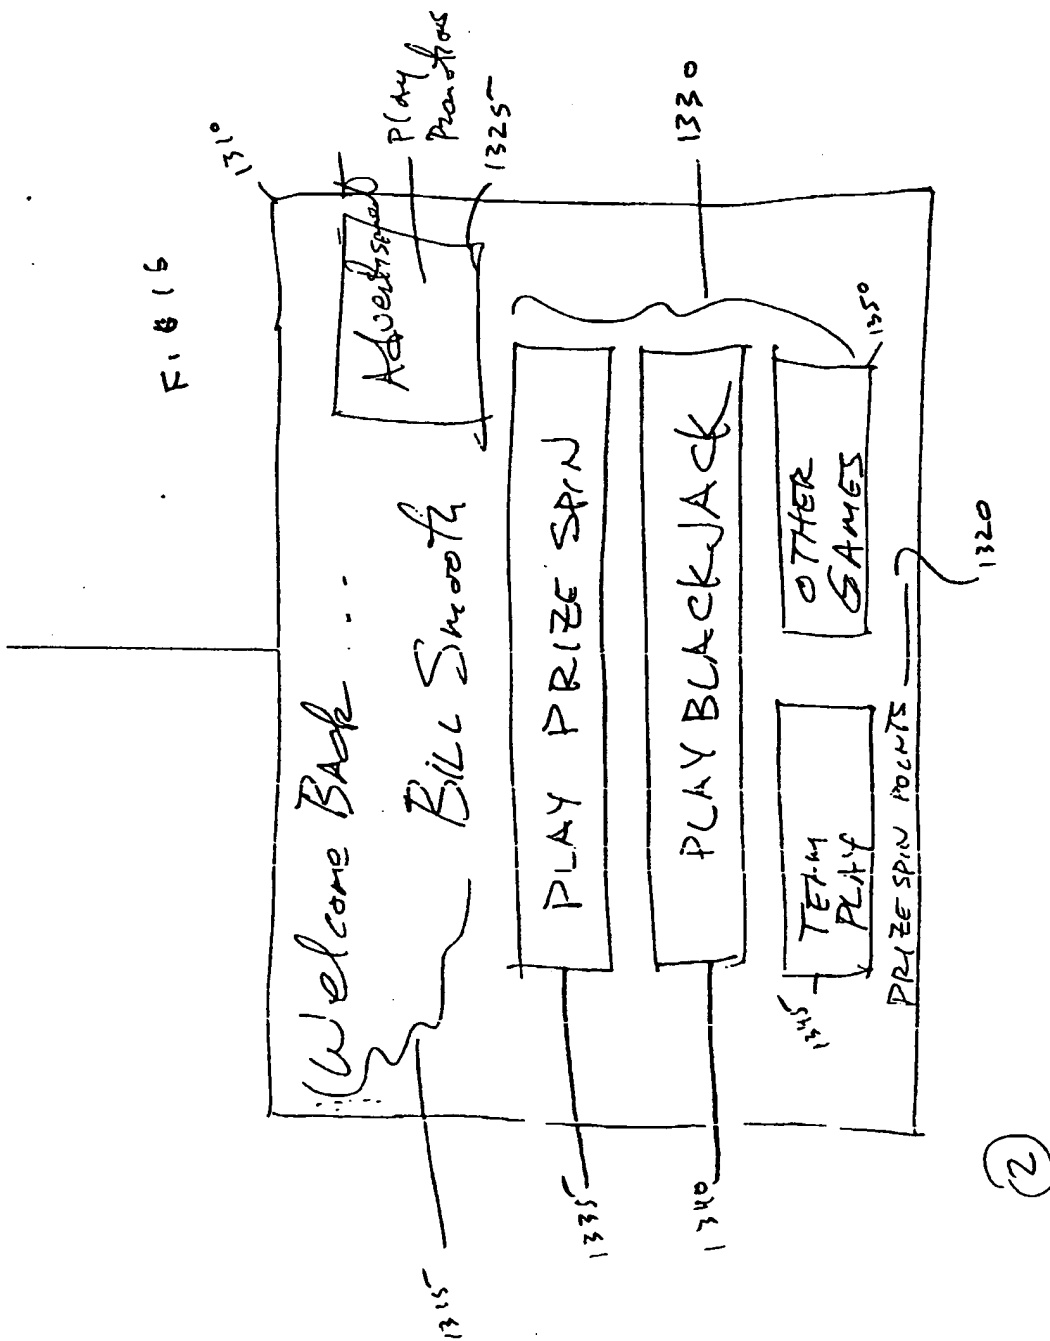 FIG 16
1310
Welcome Back...
Bill Smooth
Advertisement
Play
Promotions
1325
1315
PLAY PRIZE SPIN
1335
1330
PLAY BLACKJACK
1340
TEAM
PLAY
1345
OTHER
GAMES
1350
PRIZE SPIN POINTS
1320
2